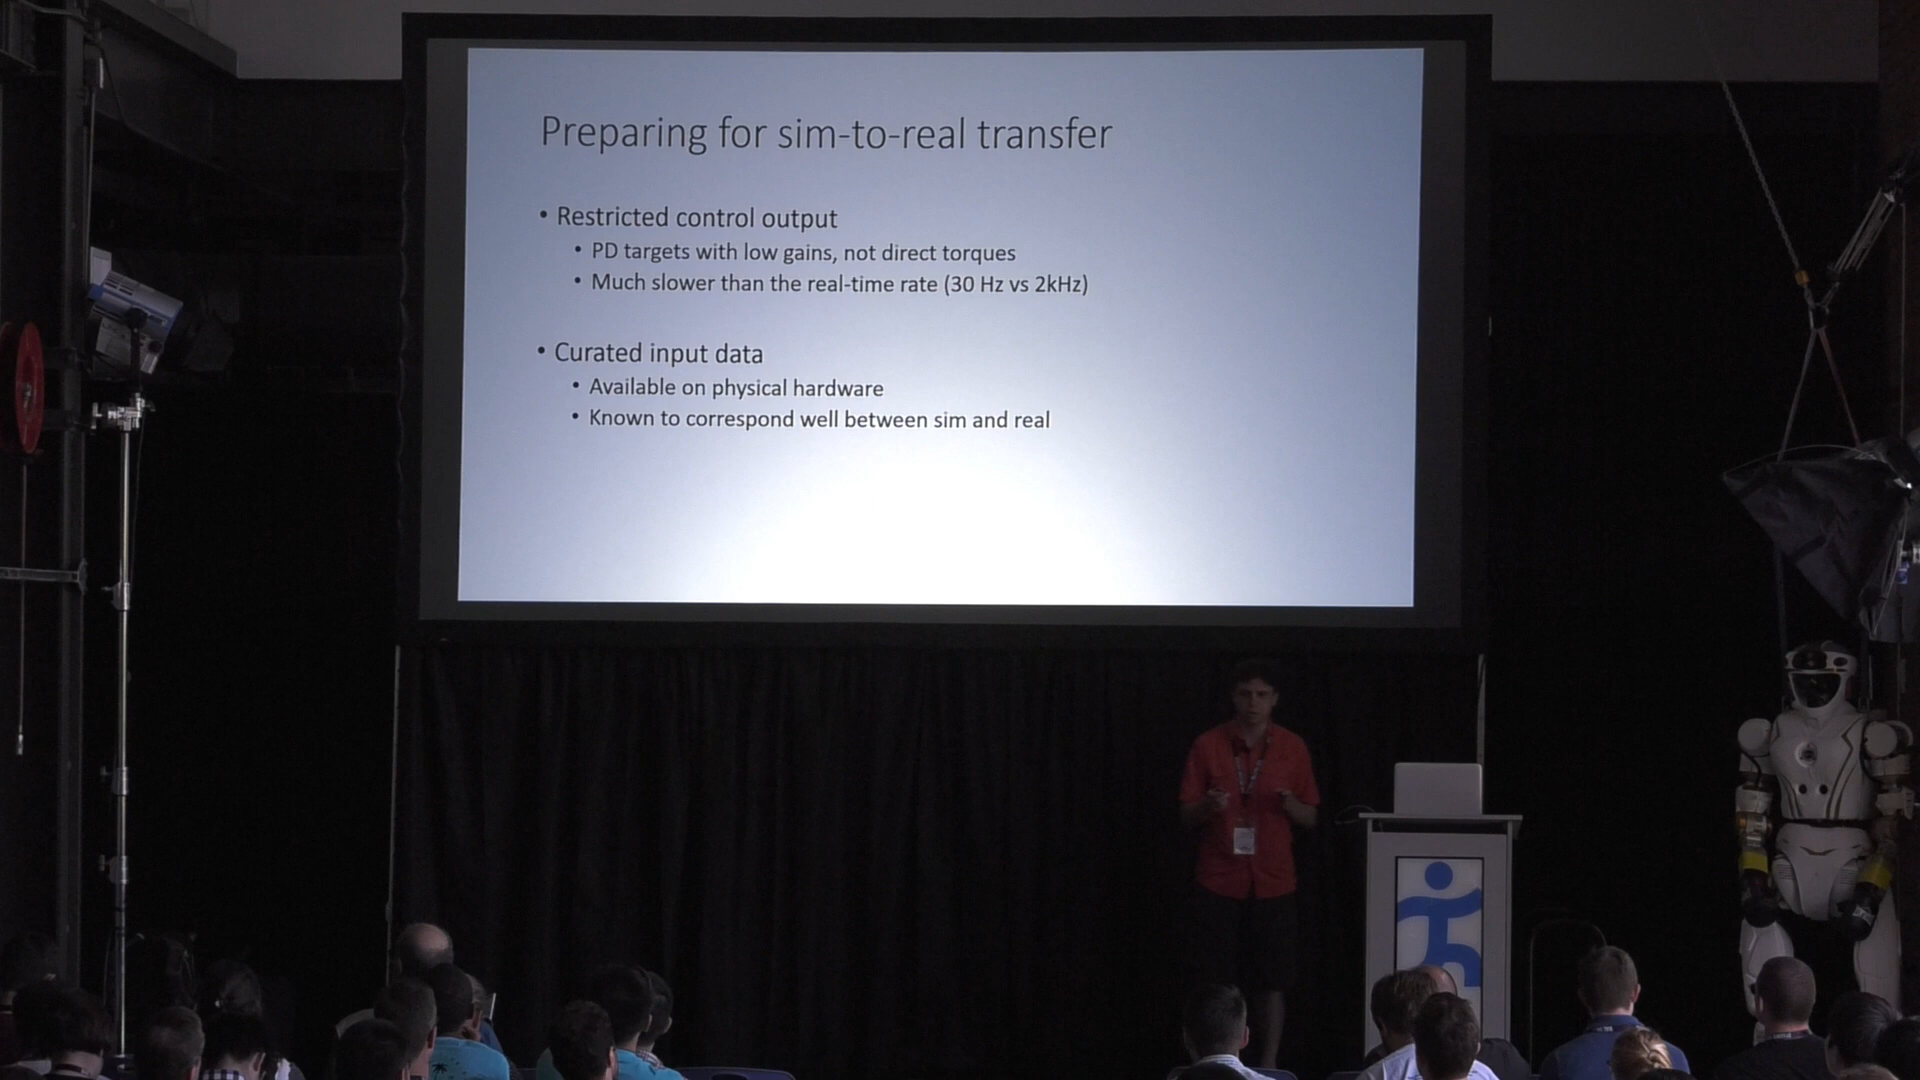 Preparing for sim-to-real transfer
• Restricted control output
• PD targets with low gains, not direct torques
• Much slower than the real-time rate (30 Hz vs 2kHz)
• Curated input data
• Available on physical hardware
• Known to correspond well between sim and real